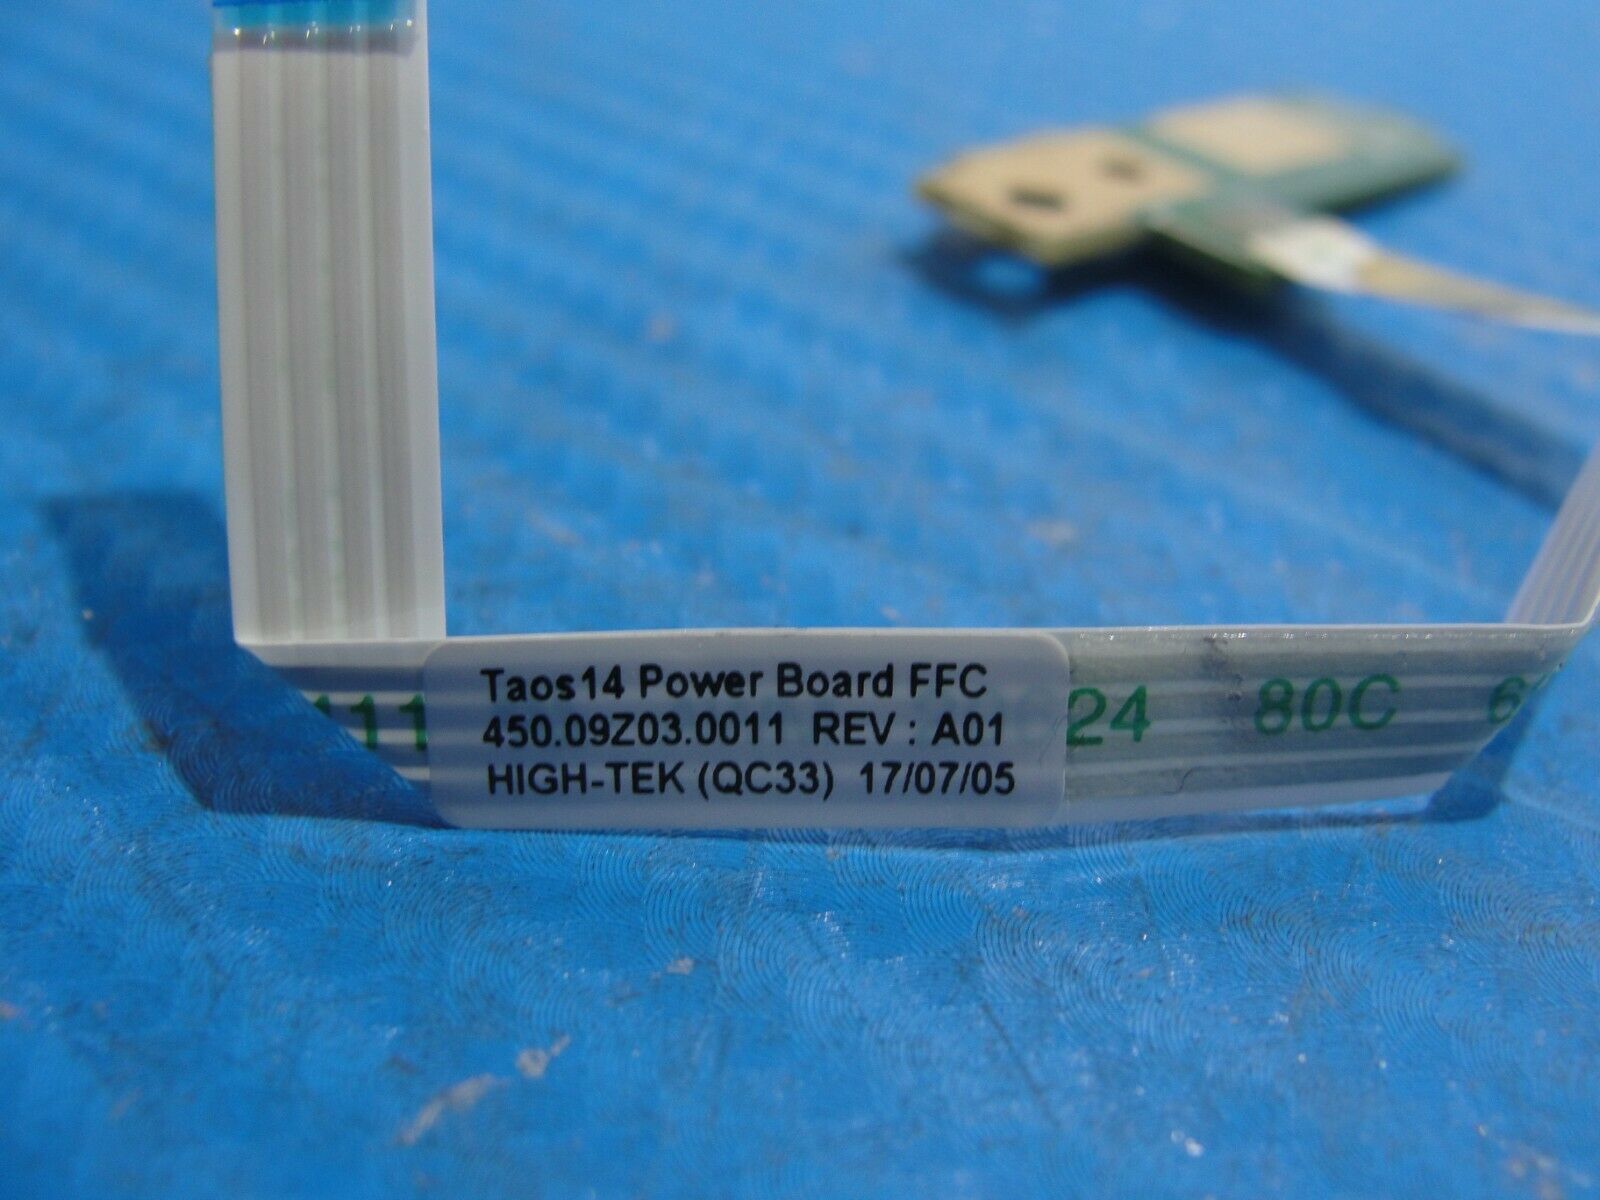 Taos14 Power Board FFC
450.09Z03.0011 REV : A01
HIGH-TEK (QC33) 17/07/05
24 80C